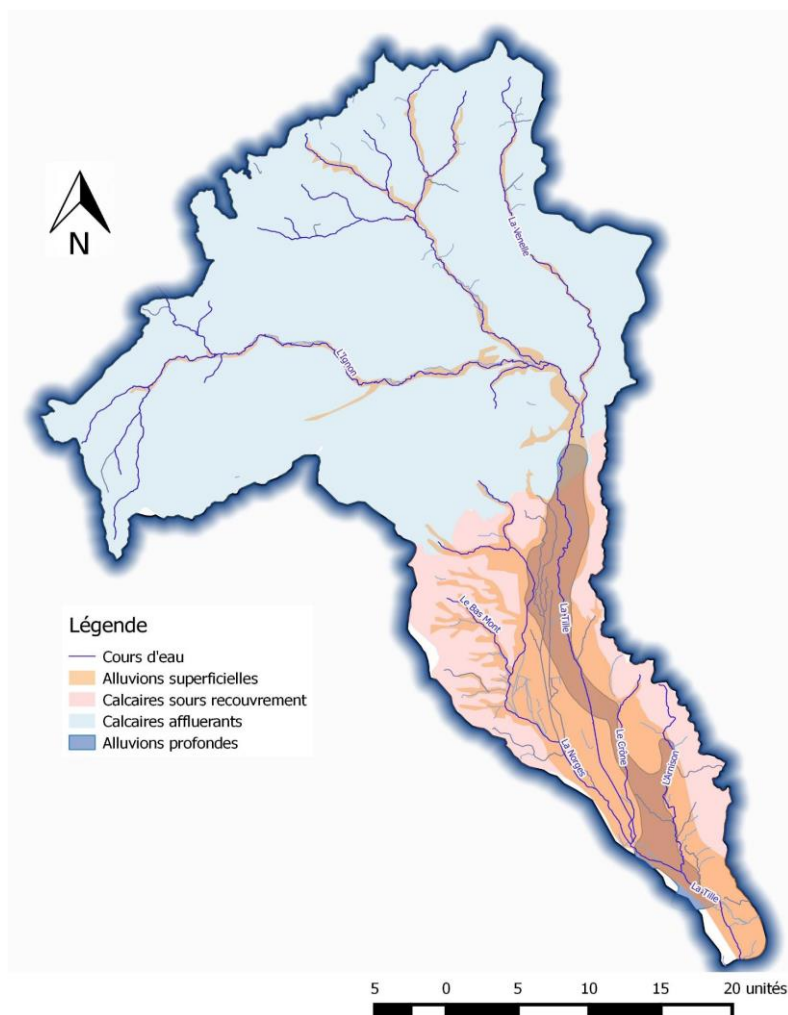 N
La Venelle
L'Ignon
Le Bas Mont
La Tille
Le Crône
L'Arnison
La Norges
La Tille
Légende
Cours d'eau
Alluvions superficielles
Calcaires sours recouvrement
Calcaires affluerants
Alluvions profondes
5 0 5 10 15 20 unités